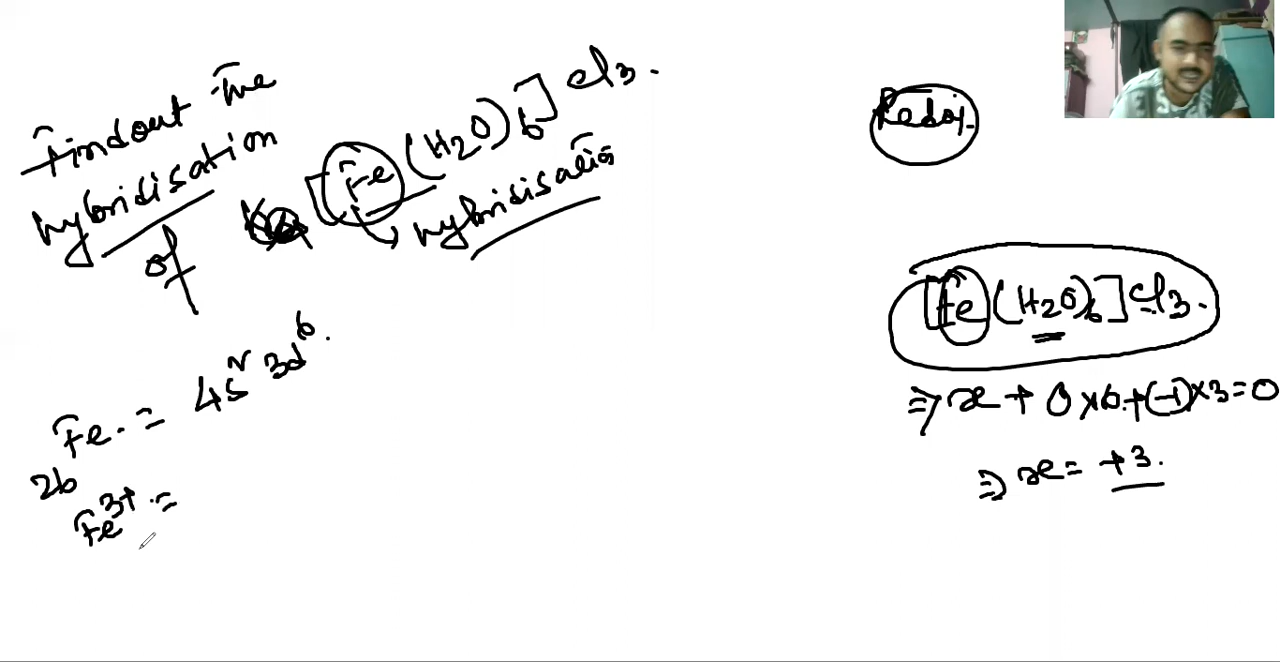 Findout the
hybridisation
of
[Fe(H2O)6]Cl3.
hybridisation
Fe. = 4s² 3d⁶.
26
Fe³⁺ =
Redox.
[Fe(H2O)6]Cl3.
⇒ x + 0×6+(-1)×3=0
⇒ x = +3.